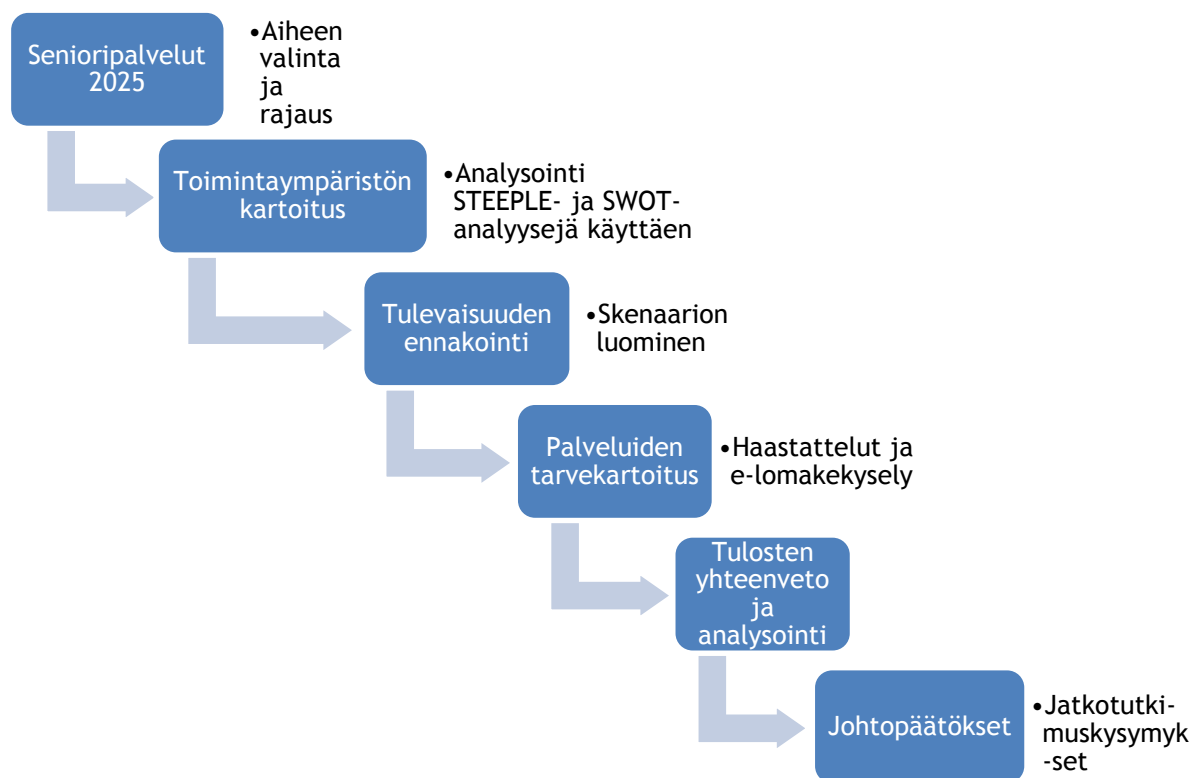 Senioripalvelut
2025
•Aiheen
valinta
ja
rajaus
Toimintaympäristön
kartoitus
•Analysointi
STEEPLE- ja SWOT-
analyysejä käyttäen
Tulevaisuuden
ennakointi
•Skenaarion
luominen
Palveluiden
tarvekartoitus
•Haastattelut ja
e-lomakekysely
Tulosten
yhteenveto
ja
analysointi
Johtopäätökset
•Jatkotutki-
muskysymyk
-set